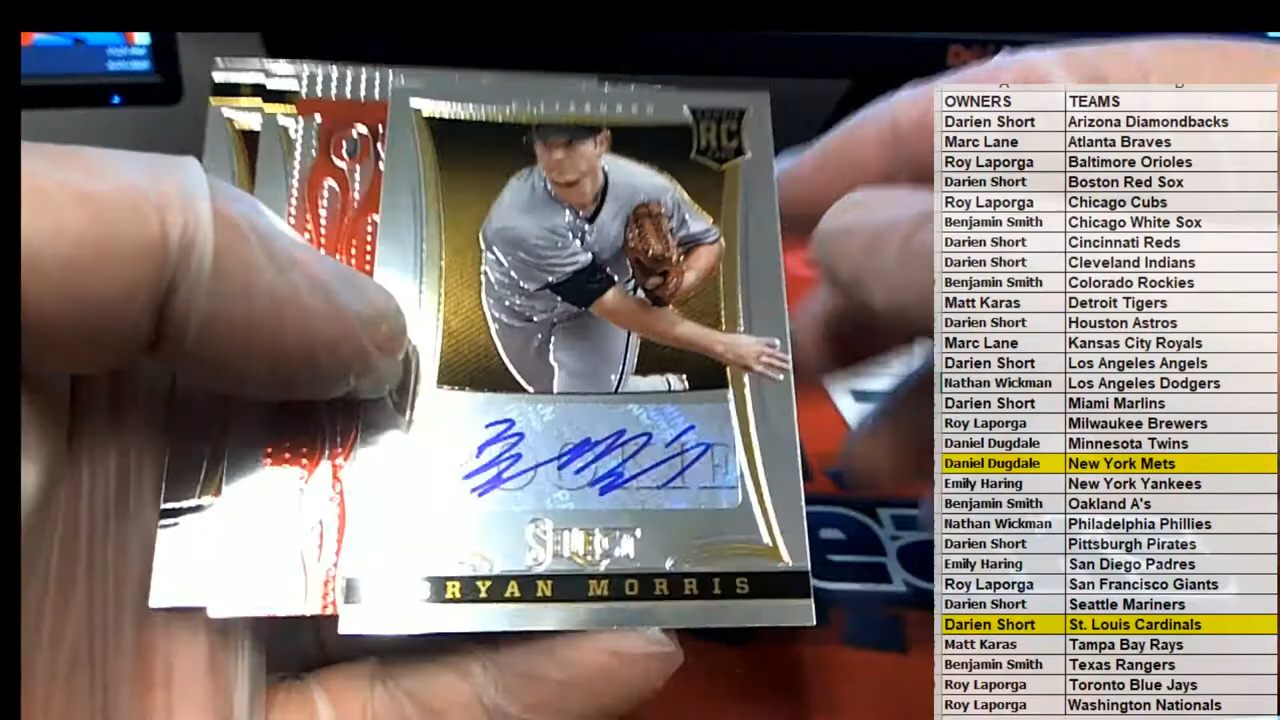 PITTSBURGH
RC
ROOKIE
SELECT
RYAN MORRIS
OWNERS TEAMS
Darien Short Arizona Diamondbacks
Marc Lane Atlanta Braves
Roy Laporga Baltimore Orioles
Darien Short Boston Red Sox
Roy Laporga Chicago Cubs
Benjamin Smith Chicago White Sox
Darien Short Cincinnati Reds
Darien Short Cleveland Indians
Benjamin Smith Colorado Rockies
Matt Karas Detroit Tigers
Darien Short Houston Astros
Marc Lane Kansas City Royals
Darien Short Los Angeles Angels
Nathan Wickman Los Angeles Dodgers
Darien Short Miami Marlins
Roy Laporga Milwaukee Brewers
Daniel Dugdale Minnesota Twins
Daniel Dugdale New York Mets
Emily Haring New York Yankees
Benjamin Smith Oakland A's
Nathan Wickman Philadelphia Phillies
Darien Short Pittsburgh Pirates
Emily Haring San Diego Padres
Roy Laporga San Francisco Giants
Darien Short Seattle Mariners
Darien Short St. Louis Cardinals
Matt Karas Tampa Bay Rays
Benjamin Smith Texas Rangers
Roy Laporga Toronto Blue Jays
Roy Laporga Washington Nationals